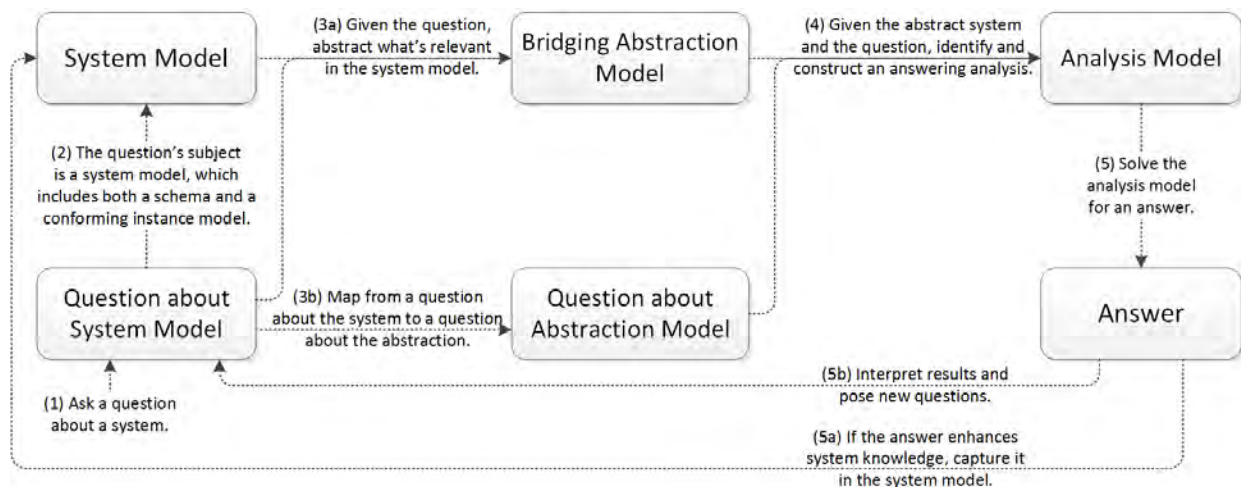 System Model
(3a) Given the question,
abstract what's relevant
in the system model.
Bridging Abstraction
Model
(4) Given the abstract system
and the question, identify and
construct an answering analysis.
Analysis Model
(2) The question's subject
is a system model, which
includes both a schema and a
conforming instance model.
(5) Solve the
analysis model
for an answer.
Question about
System Model
(3b) Map from a question
about the system to a question
about the abstraction.
Question about
Abstraction Model
Answer
(1) Ask a question
about a system.
(5b) Interpret results and
pose new questions.
(5a) If the answer enhances
system knowledge, capture it
in the system model.